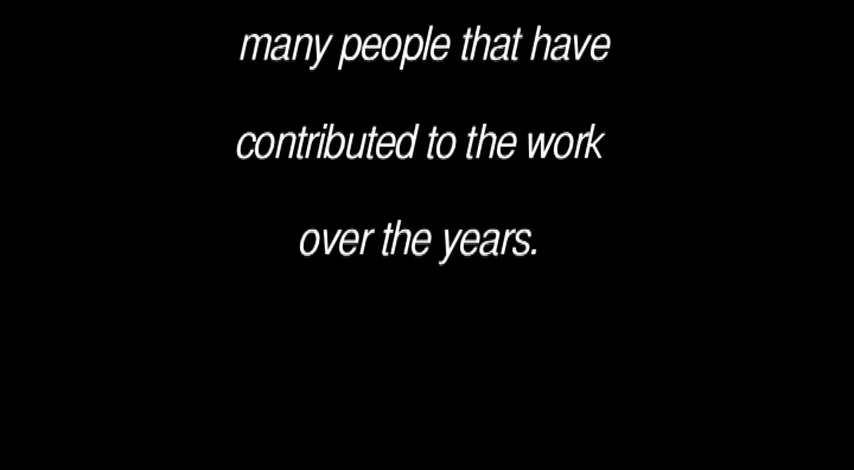 many people that have
contributed to the work
over the years.